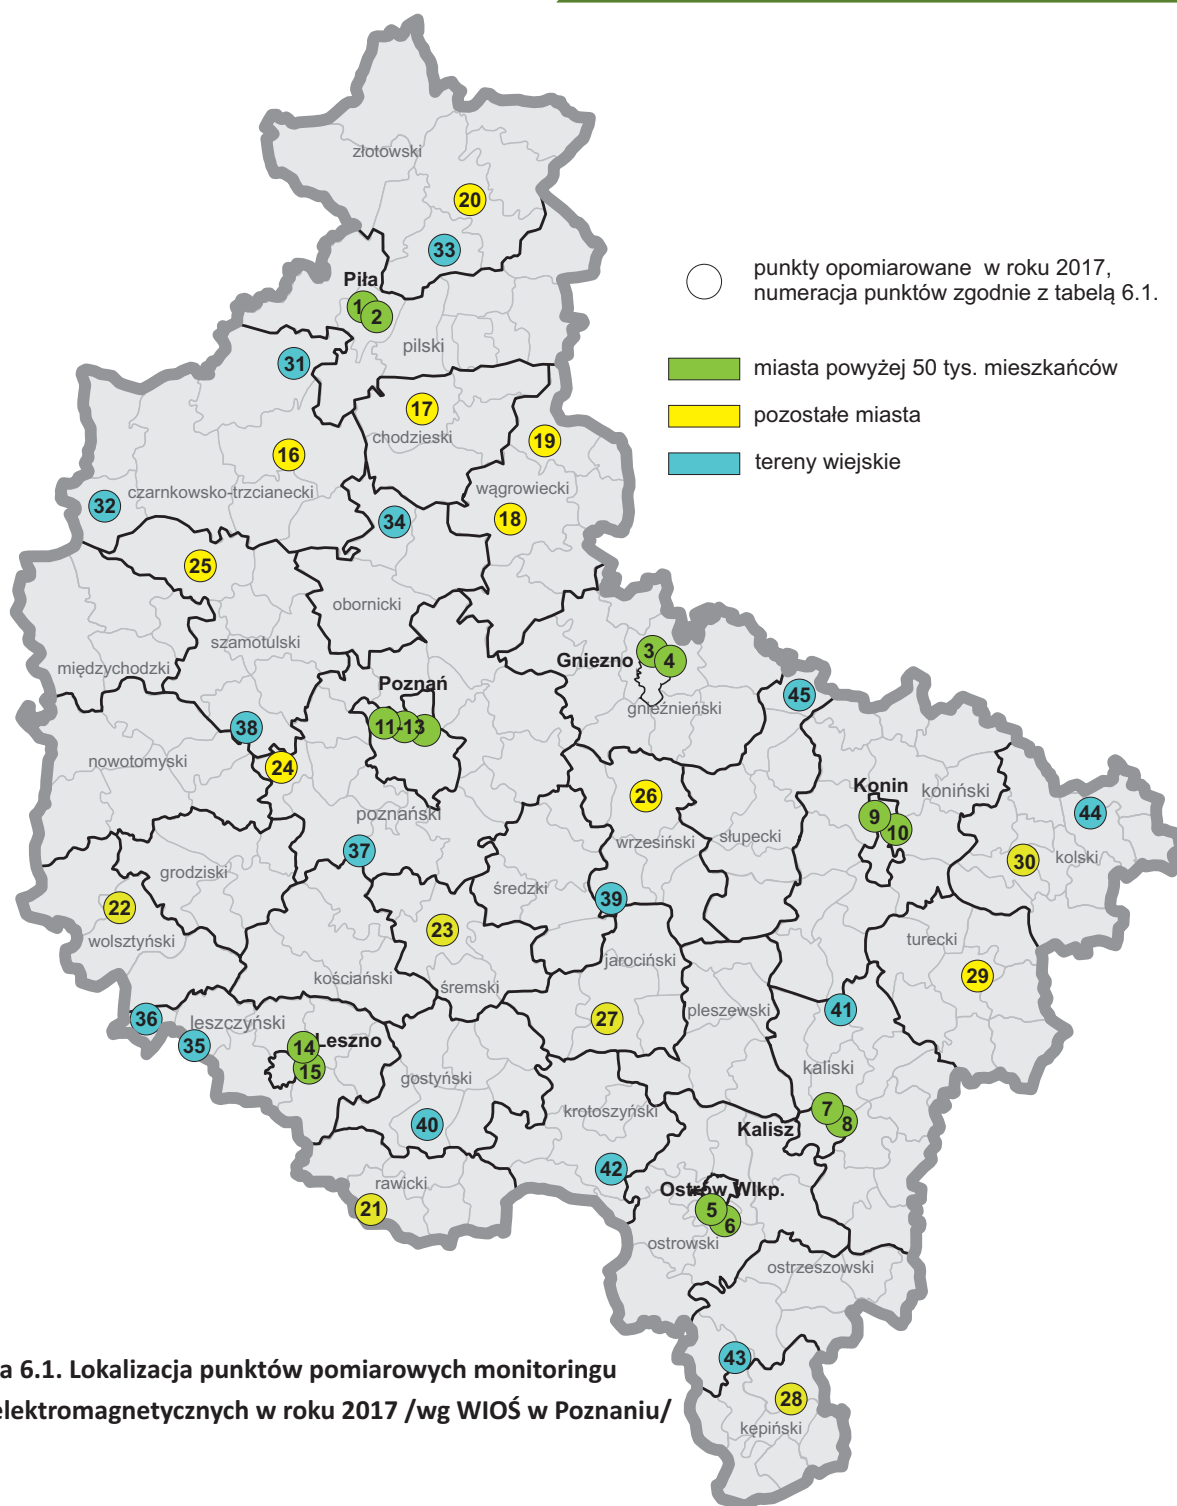 złotowski
20
33
punkty opomiarowane w roku 2017,
numeracja punktów zgodnie z tabelą 6.1.
Piła
1
2
pilski
31
miasta powyżej 50 tys. mieszkańców
17
chodzieski
pozostałe miasta
19
16
tereny wiejskie
czarnkowsko-trzcianecki
wągrowiecki
32
34
18
25
obornicki
szamotulski
międzychodzki
Gniezno
3
4
Poznań
gnieźnieński
45
11-13
38
nowotomyski
24
26
Konin
koniński
9
10
44
poznański
wrzesiński
słupecki
37
30
kolski
grodziski
średzki
39
22
wolsztyński
23
turecki
jarociński
29
kościański
śremski
36
leszczyński
27
pleszewski
41
35
14
Leszno
15
kaliski
gostyński
krotoszyński
7
8
40
Kalisz
42
rawicki
Ostrów Wlkp.
21
5
6
ostrowski
ostrzeszowski
43
a 6.1. Lokalizacja punktów pomiarowych monitoringu
28
elektromagnetycznych w roku 2017 /wg WIOŚ w Poznaniu/
kępiński